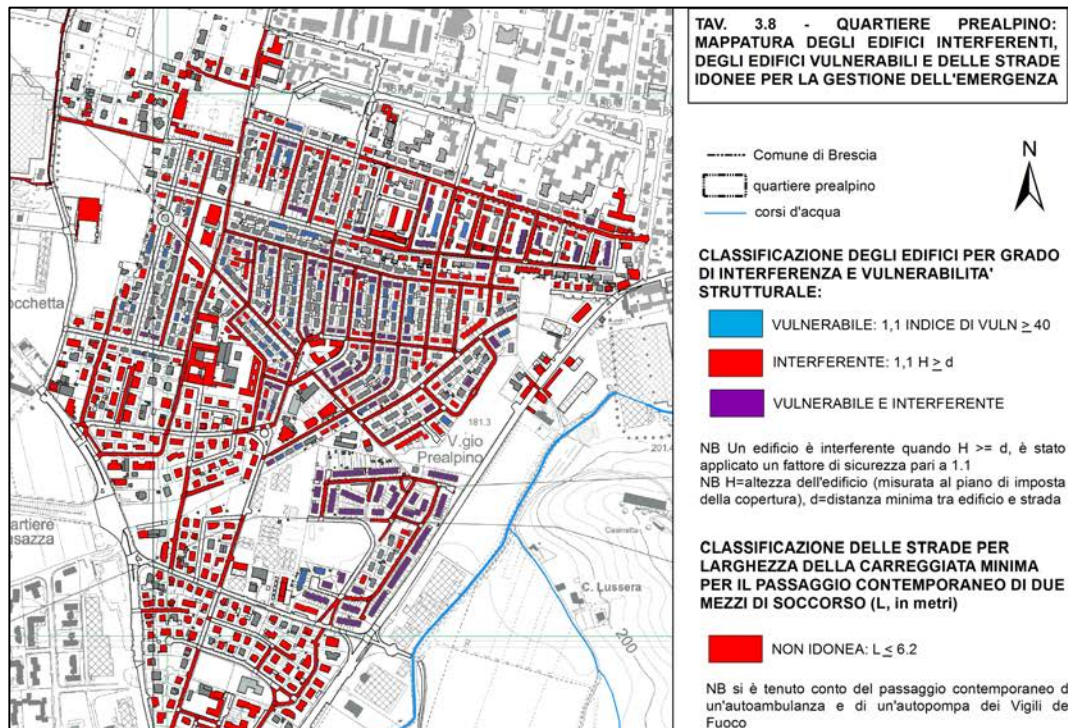 TAV. 3.8 - QUARTIERE PREALPINO:
MAPPATURA DEGLI EDIFICI INTERFERENTI,
DEGLI EDIFICI VULNERABILI E DELLE STRADE
IDONEE PER LA GESTIONE DELL'EMERGENZA
Comune di Brescia
quartiere prealpino
corsi d'acqua
N
CLASSIFICAZIONE DEGLI EDIFICI PER GRADO
DI INTERFERENZA E VULNERABILITA'
STRUTTURALE:
VULNERABILE: 1,1 INDICE DI VULN ≥ 40
INTERFERENTE: 1,1 H ≥ d
VULNERABILE E INTERFERENTE
NB Un edificio è interferente quando H >= d, è stato
applicato un fattore di sicurezza pari a 1.1
NB H=altezza dell'edificio (misurata al piano di imposta
della copertura), d=distanza minima tra edificio e strada
CLASSIFICAZIONE DELLE STRADE PER
LARGHEZZA DELLA CARREGGIATA MINIMA
PER IL PASSAGGIO CONTEMPORANEO DI DUE
MEZZI DI SOCCORSO (L, in metri)
NON IDONEA: L ≤ 6.2
NB si è tenuto conto del passaggio contemporaneo d
un'autoambulanza e di un'autopompa dei Vigili de
Fuoco
occhetta
181.3
V.gio
Prealpino
201.4
artiere
sazza
C. Lussera
200